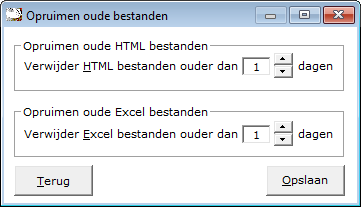 Opruimen oude bestanden
Opruimen oude HTML bestanden
Verwijder HTML bestanden ouder dan 1 dagen
Opruimen oude Excel bestanden
Verwijder Excel bestanden ouder dan 1 dagen
Terug
Opslaan